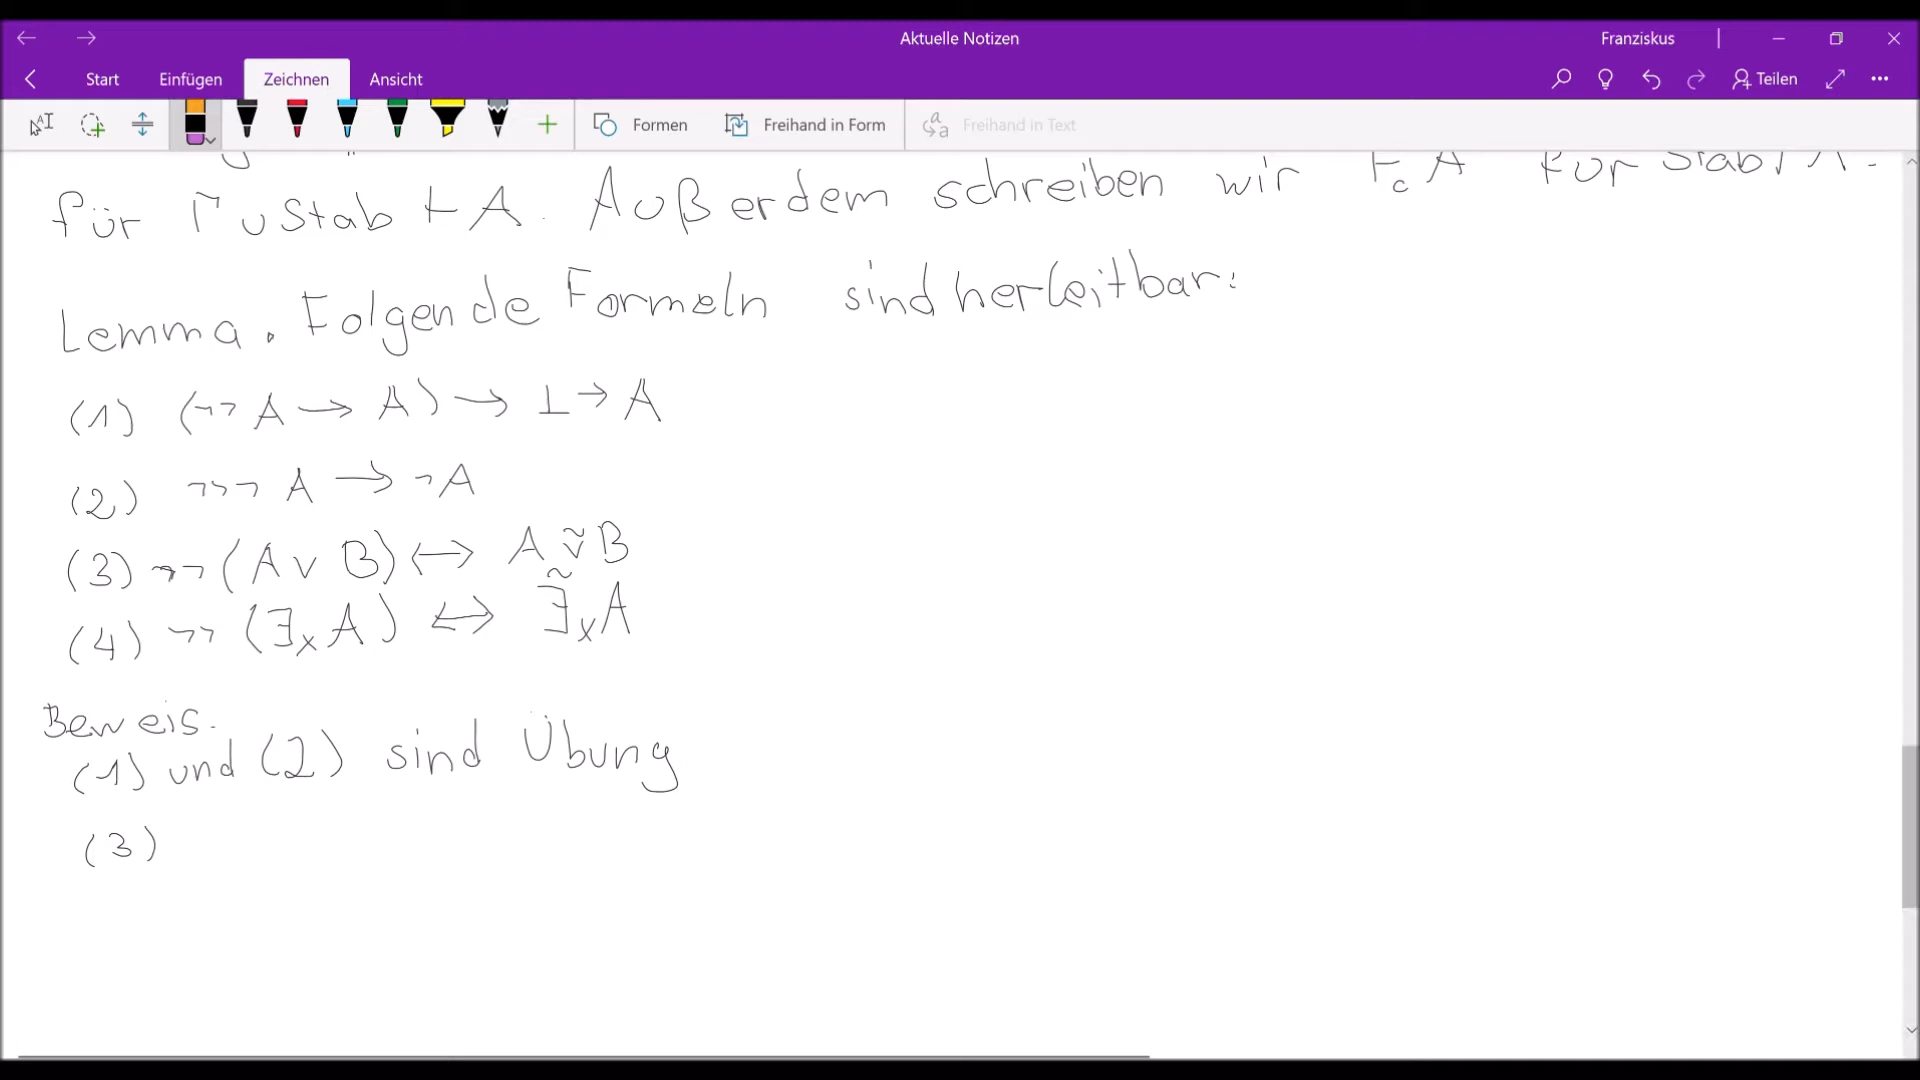 Aktuelle Notizen
Franziskus
Start Einfügen Zeichnen Ansicht
Teilen
Formen Freihand in Form Freihand in Text
für Γ ∪ Stab ⊢ A. Außerdem schreiben wir ⊢c A für Stab ⊢ A.
Lemma. Folgende Formeln sind herleitbar:
(1) (¬¬A → A) → ⊥ → A
(2) ¬¬¬A → ¬A
(3) ¬¬(A ∨ B) ↔ A ∨̃ B
(4) ¬¬(∃ₓA) ↔ ∃̃ₓA
Beweis.
(1) und (2) sind Übung
(3)